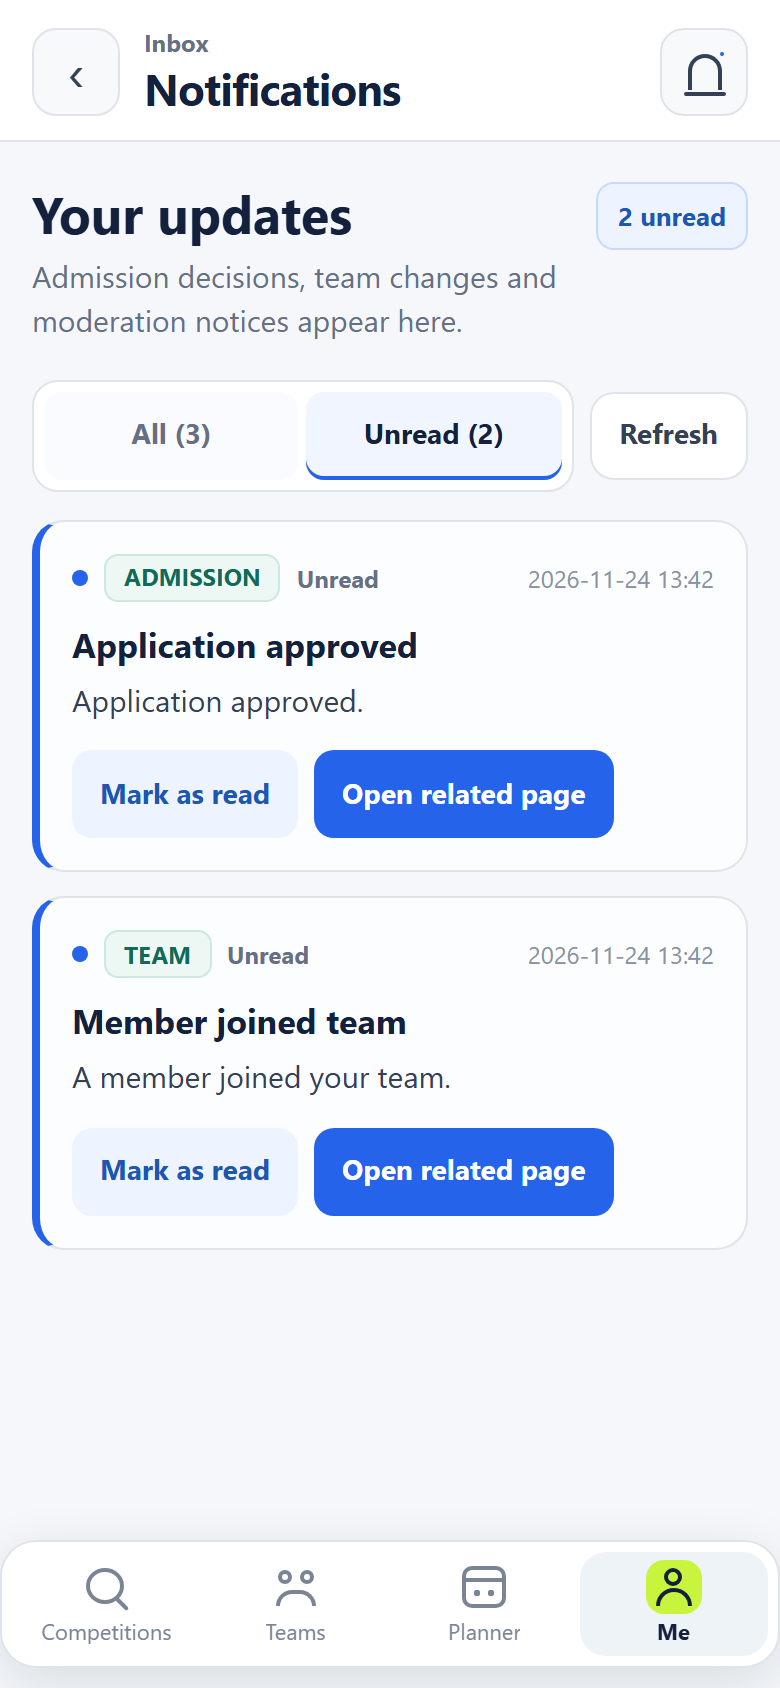 ‹
Inbox
Notifications
Your updates
2 unread
Admission decisions, team changes and
moderation notices appear here.
All (3)
Unread (2)
Refresh
ADMISSION
Unread
2026-11-24 13:42
Application approved
Application approved.
Mark as read
Open related page
TEAM
Unread
2026-11-24 13:42
Member joined team
A member joined your team.
Mark as read
Open related page
Competitions
Teams
Planner
Me